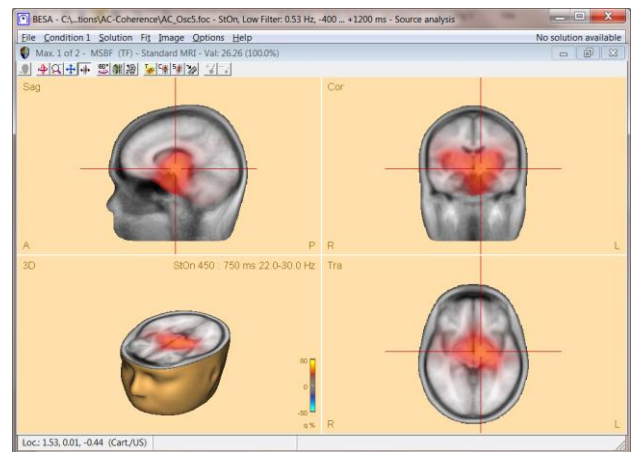 BESA - C:\...tions\AC-Coherence\AC_Osc5.foc - StOn, Low Filter: 0.53 Hz, -400 ... +1200 ms - Source analysis
File Condition 1 Solution Fit Image Options Help No solution available
Max. 1 of 2 - MSBF (TF) - Standard MRI - Val: 26.26 (100.0%)
Sag
Cor
A P
R L
3D StOn 450 : 750 ms 22.0-30.0 Hz
Tra
50
0
-50
q %
R L
Loc.: 1.53, 0.01, -0.44 (Cart./US)